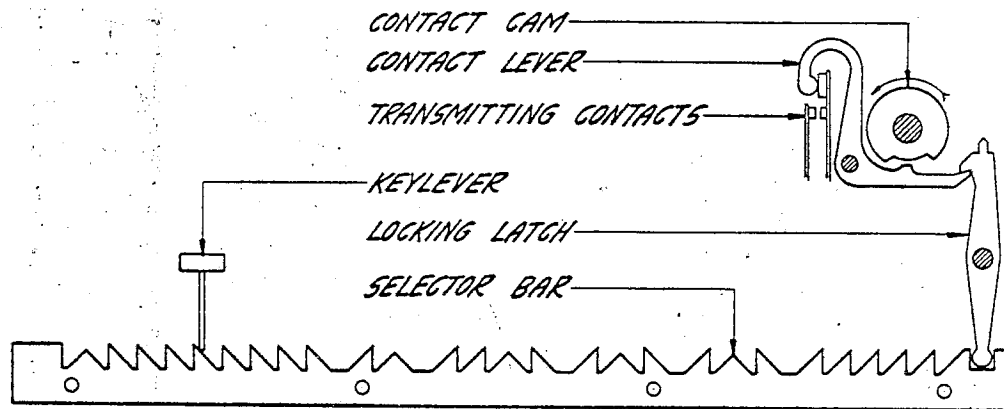 CONTACT CAM
CONTACT LEVER
TRANSMITTING CONTACTS
KEYLEVER
LOCKING LATCH
SELECTOR BAR